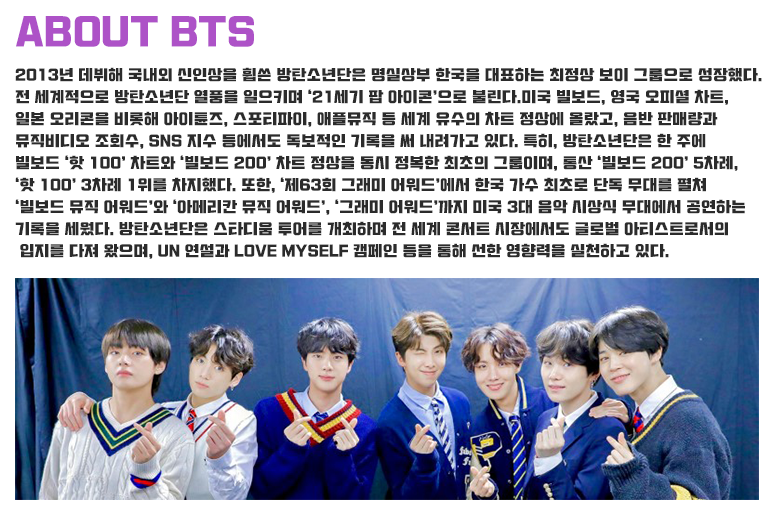 ABOUT BTS
2013년 데뷔해 국내외 신인상을 휩쓴 방탄소년단은 명실상부 한국을 대표하는 최정상 보이 그룹으로 성장했다.
전 세계적으로 방탄소년단 열풍을 일으키며 ‘21세기 팝 아이콘’으로 불린다.미국 빌보드, 영국 오피셜 차트,
일본 오리콘을 비롯해 아이튠즈, 스포티파이, 애플뮤직 등 세계 유수의 차트 정상에 올랐고, 음반 판매량과
뮤직비디오 조회수, SNS 지수 등에서도 독보적인 기록을 써 내려가고 있다. 특히, 방탄소년단은 한 주에
빌보드 ‘핫 100’ 차트와 ‘빌보드 200’ 차트 정상을 동시 정복한 최초의 그룹이며, 통산 ‘빌보드 200’ 5차례,
‘핫 100’ 3차례 1위를 차지했다. 또한, ‘제63회 그래미 어워드’에서 한국 가수 최초로 단독 무대를 펼쳐
‘빌보드 뮤직 어워드’와 ‘아메리칸 뮤직 어워드’, ‘그래미 어워드’까지 미국 3대 음악 시상식 무대에서 공연하는
기록을 세웠다. 방탄소년단은 스타디움 투어를 개최하며 전 세계 콘서트 시장에서도 글로벌 아티스트로서의
입지를 다져 왔으며, UN 연설과 LOVE MYSELF 캠페인 등을 통해 선한 영향력을 실천하고 있다.